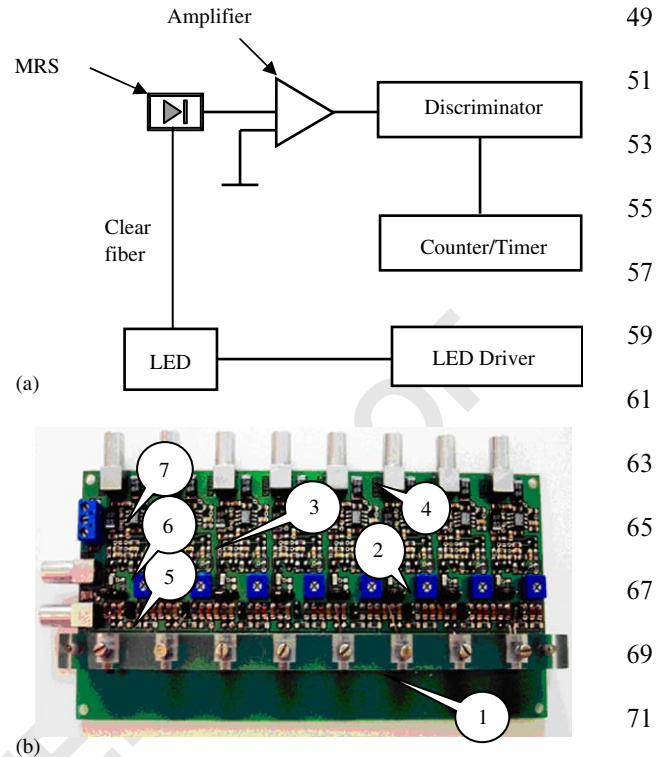 Amplifier
49
MRS
51
Discriminator
53
55
Clear
fiber
Counter/Timer
57
59
LED
LED Driver
(a)
61
7
63
3
4
6
65
2
5
67
69
1
71
(b)